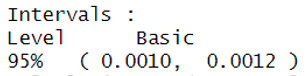 Intervals :
Level Basic
95% ( 0.0010, 0.0012 )